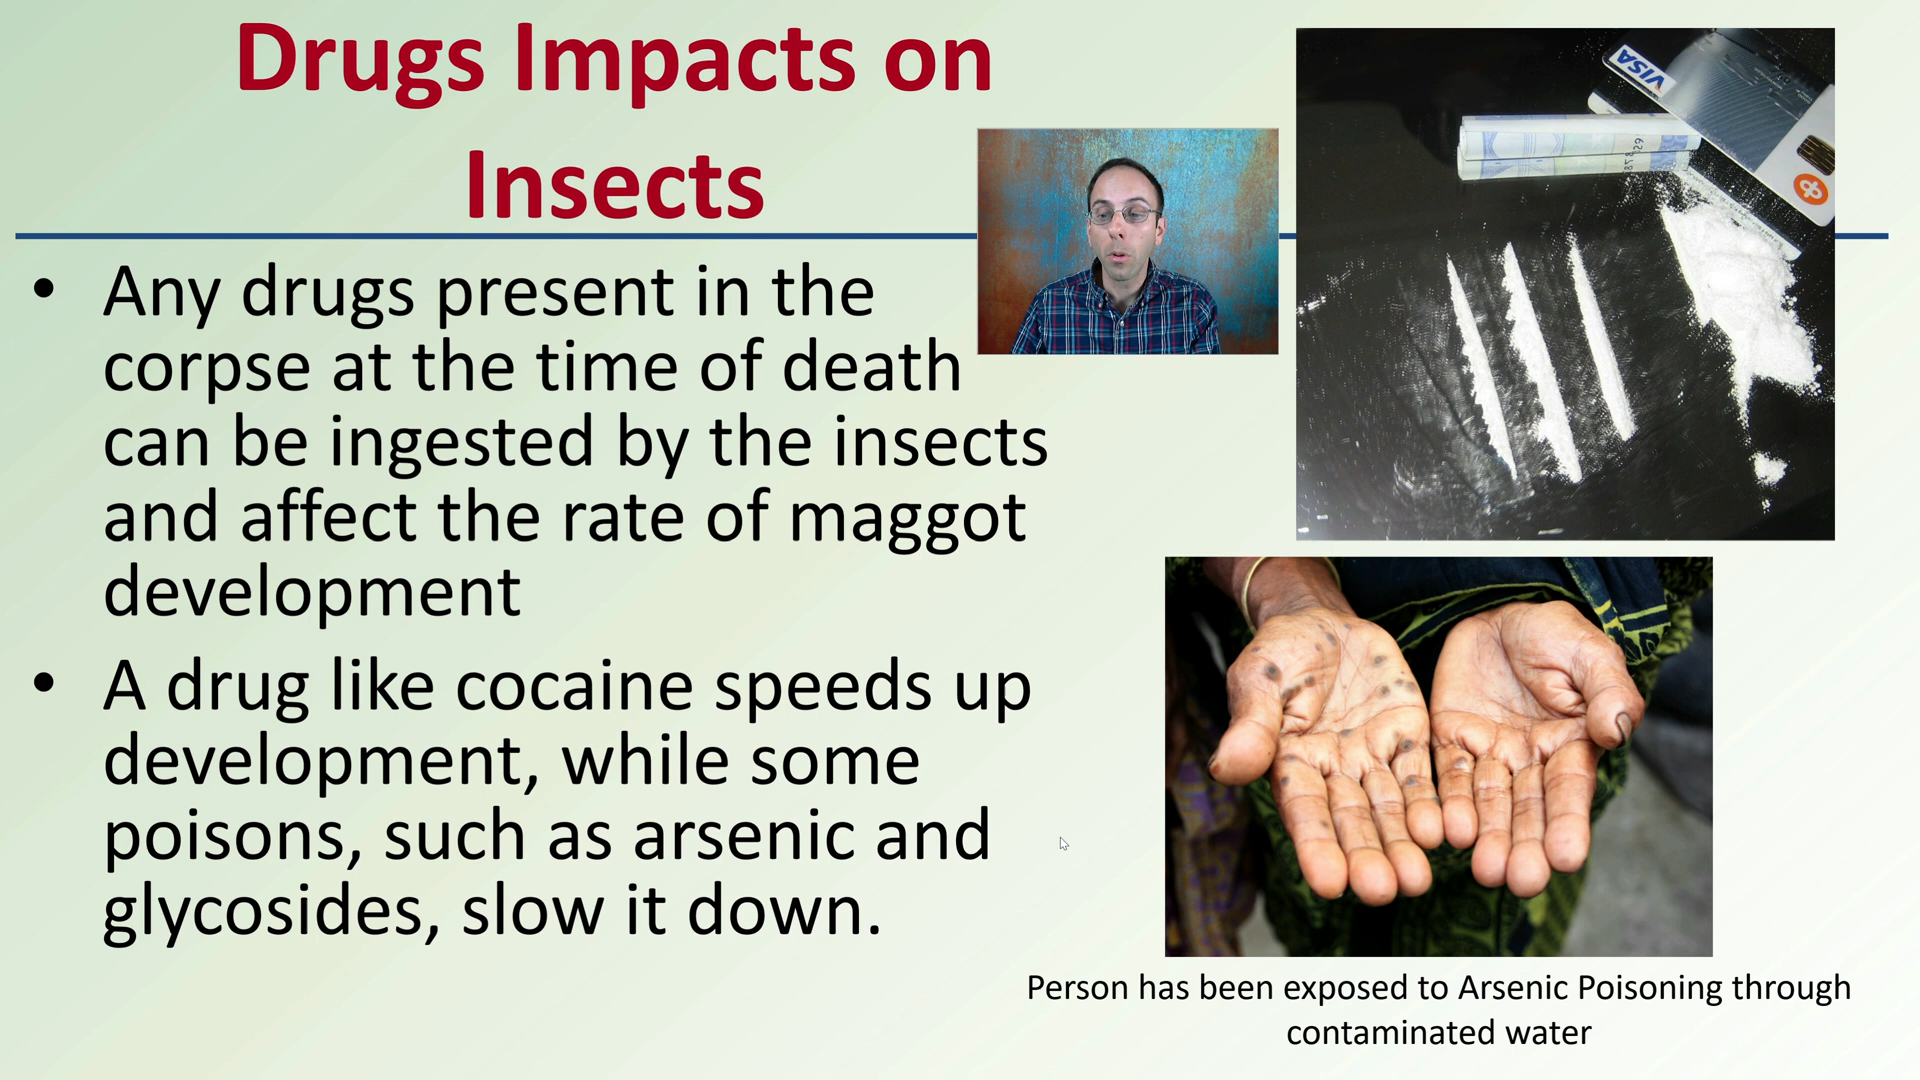 Drugs Impacts on
Insects
VISA
• Any drugs present in the
corpse at the time of death
can be ingested by the insects
and affect the rate of maggot
development
• A drug like cocaine speeds up
development, while some
poisons, such as arsenic and
glycosides, slow it down.
Person has been exposed to Arsenic Poisoning through
contaminated water